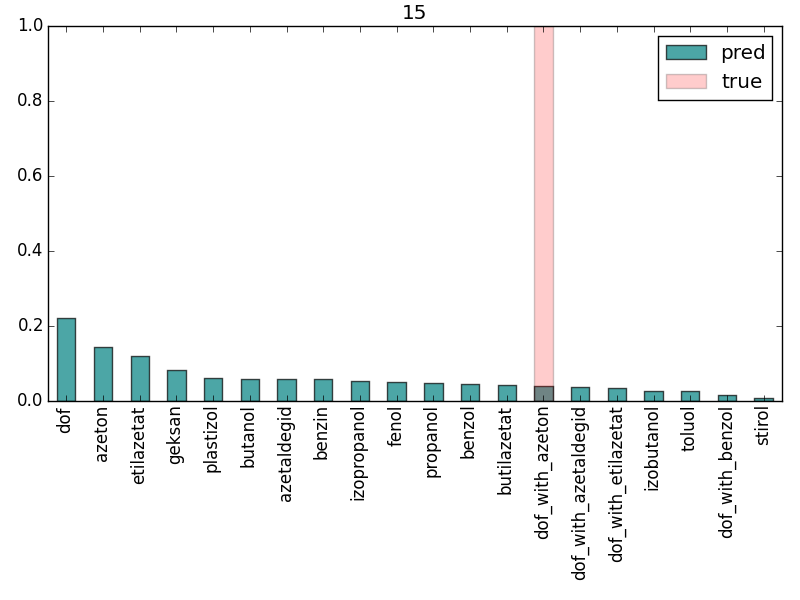 15
1.0
0.8
0.6
0.4
0.2
0.0
pred
true
dof
azeton
etilazetat
geksan
plastizol
butanol
azetaldegid
benzin
izopropanol
fenol
propanol
benzol
butilazetat
dof_with_azeton
dof_with_azetaldegid
dof_with_etilazetat
izobutanol
toluol
dof_with_benzol
stirol